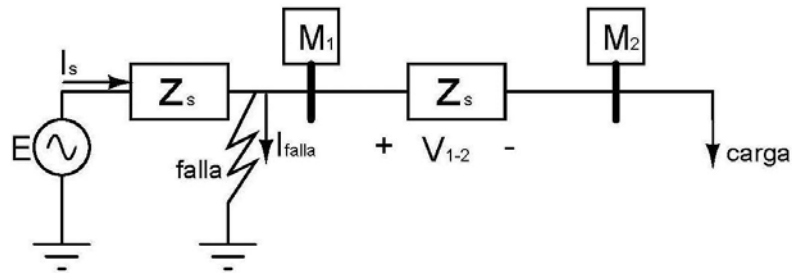 M1
M2
Is
Zs
Zs
E
falla
Ifalla
+ V1-2 -
carga